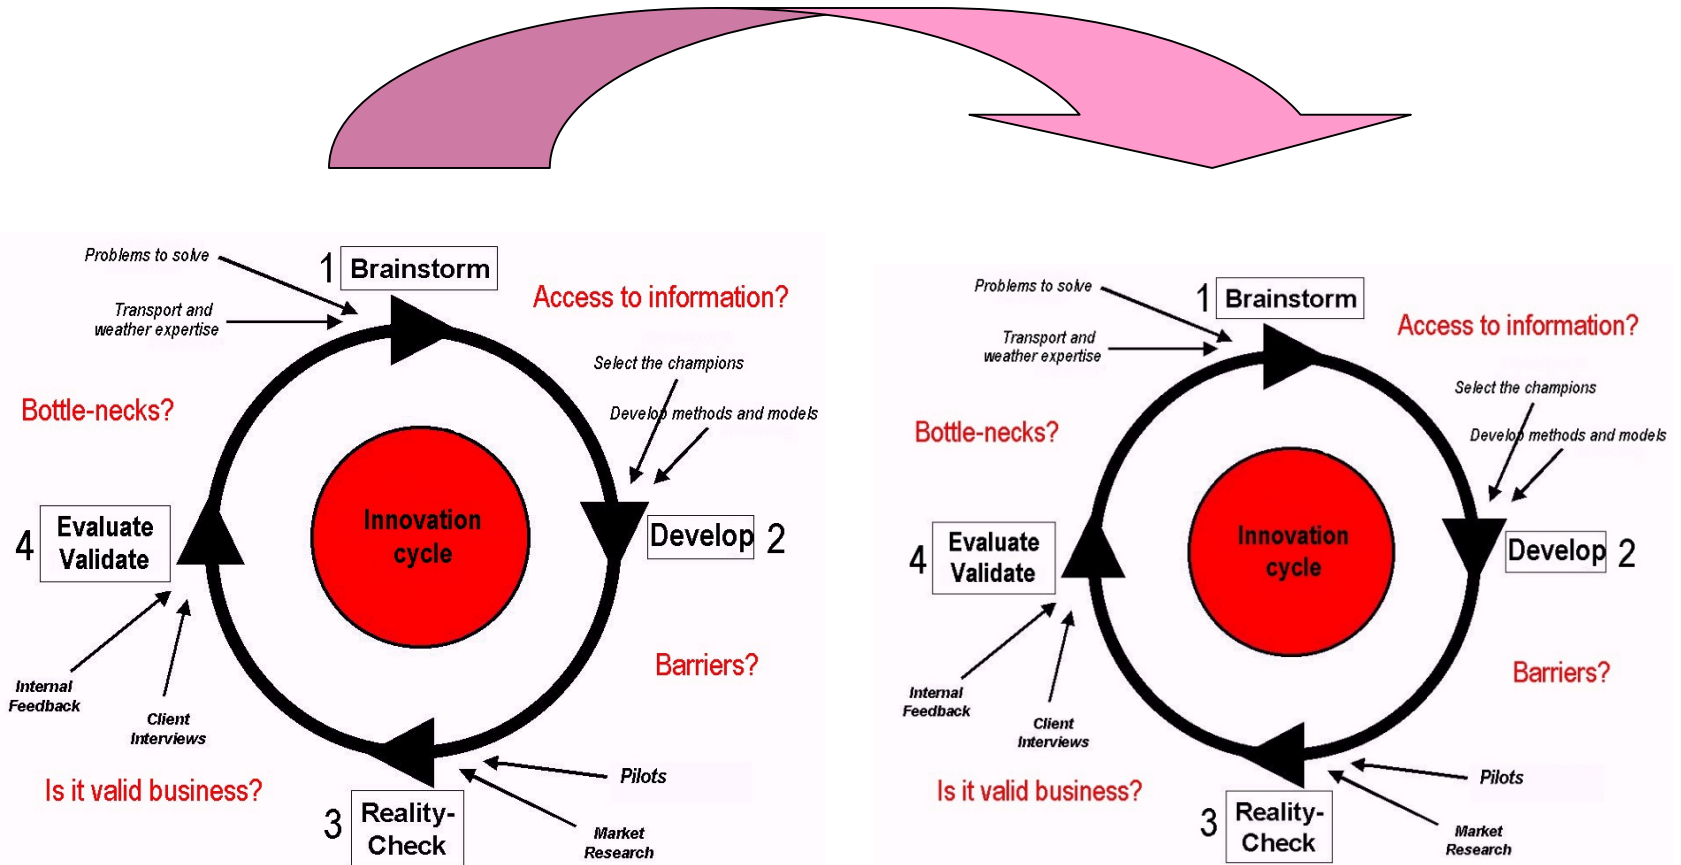 Problems to solve
1
Brainstorm
Access to information?
Transport and
weather expertise
Select the champions
Develop methods and models
Bottle-necks?
Innovation
cycle
4
Evaluate
Validate
Develop
2
Barriers?
Internal
Feedback
Client
Interviews
Is it valid business?
Pilots
3
Reality-
Check
Market
Research
Problems to solve
1
Brainstorm
Access to information?
Transport and
weather expertise
Select the champions
Develop methods and models
Bottle-necks?
Innovation
cycle
4
Evaluate
Validate
Develop
2
Barriers?
Internal
Feedback
Client
Interviews
Is it valid business?
Pilots
3
Reality-
Check
Market
Research